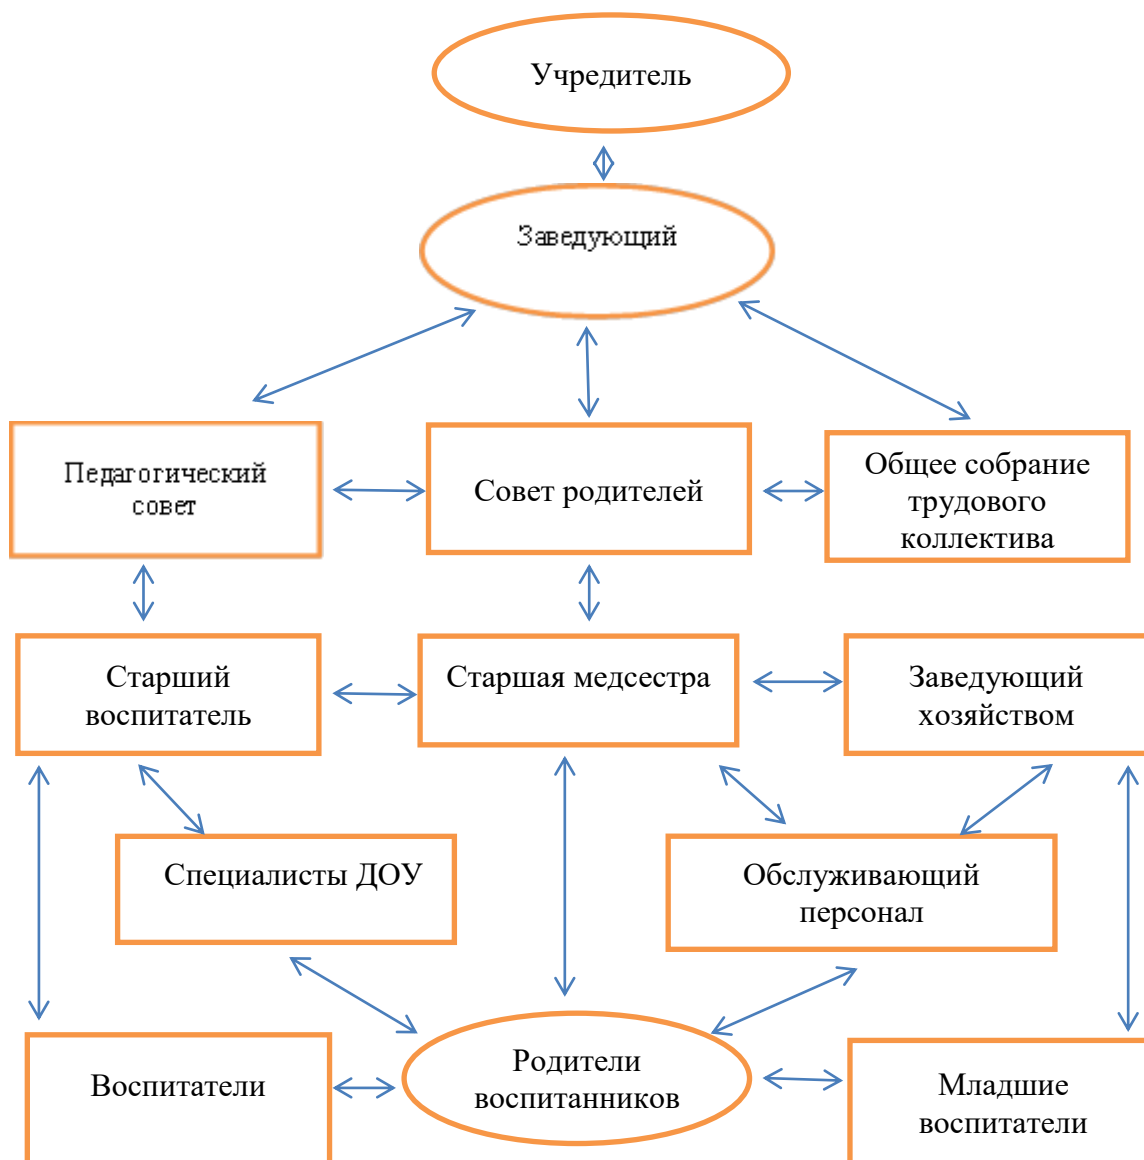 Учредитель
Заведующий
Педагогический
совет
Совет родителей
Общее собрание
трудового
коллектива
Старший
воспитатель
Старшая медсестра
Заведующий
хозяйством
Специалисты ДОУ
Обслуживающий
персонал
Воспитатели
Родители
воспитанников
Младшие
воспитатели